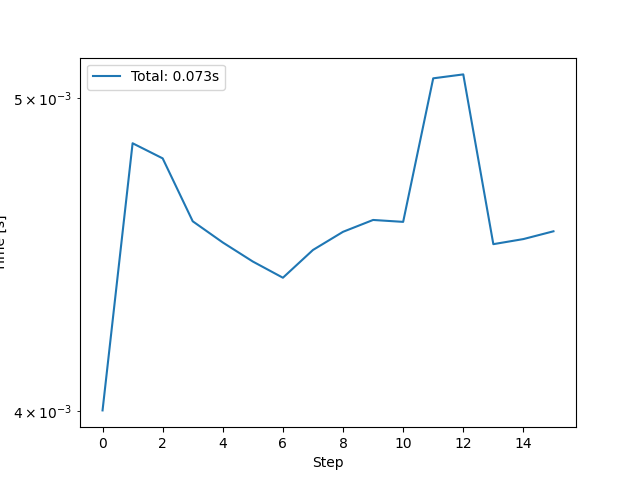 Total: 0.073s
5 × 10⁻³
4 × 10⁻³
Time [s]
0 2 4 6 8 10 12 14
Step